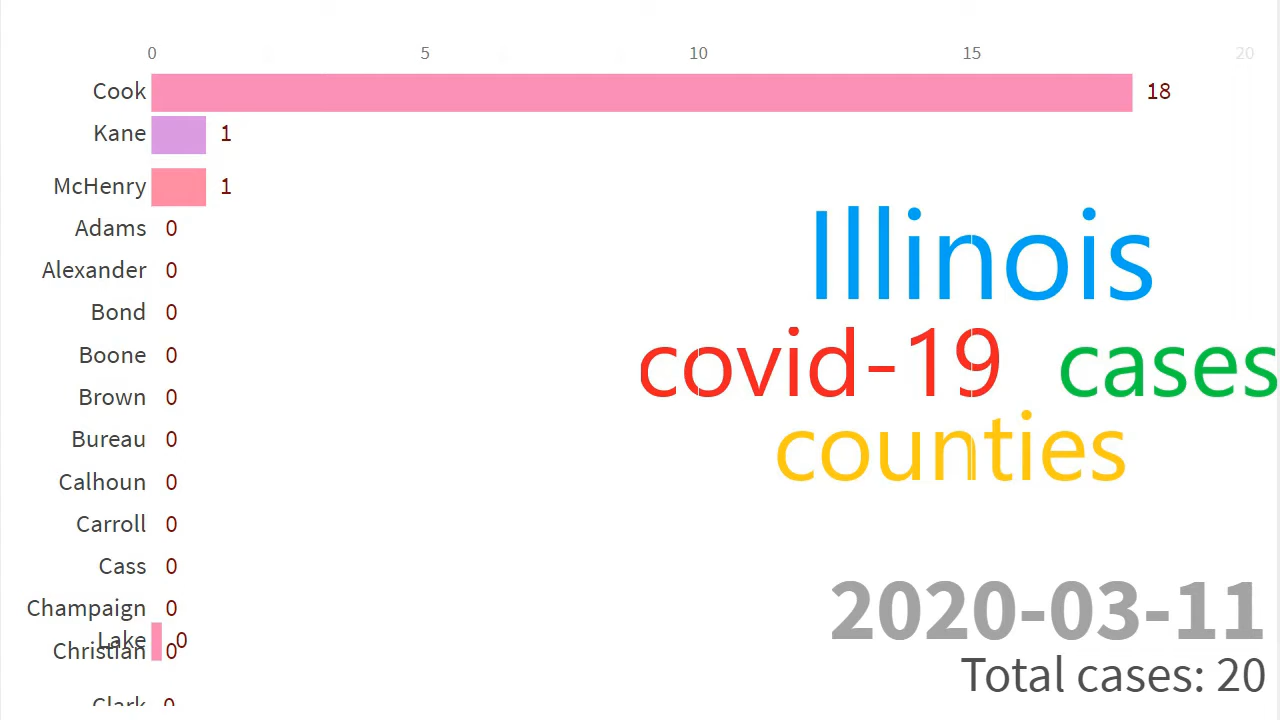 0 5 10 15 20
Cook 18
Kane 1
McHenry 1
Adams 0
Alexander 0
Bond 0
Boone 0
Brown 0
Bureau 0
Calhoun 0
Carroll 0
Cass 0
Champaign 0
Lake 0
Christian 0
Clark 0
Illinois
covid-19 cases
counties
2020-03-11
Total cases: 20